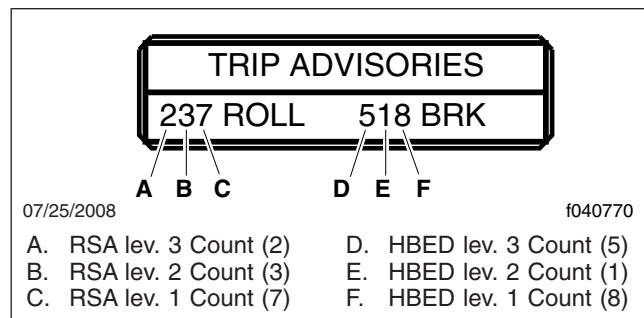 TRIP ADVISORIES
237 ROLL 518 BRK
A B C D E F
07/25/2008 f040770
A. RSA lev. 3 Count (2) D. HBED lev. 3 Count (5)
B. RSA lev. 2 Count (3) E. HBED lev. 2 Count (1)
C. RSA lev. 1 Count (7) F. HBED lev. 1 Count (8)